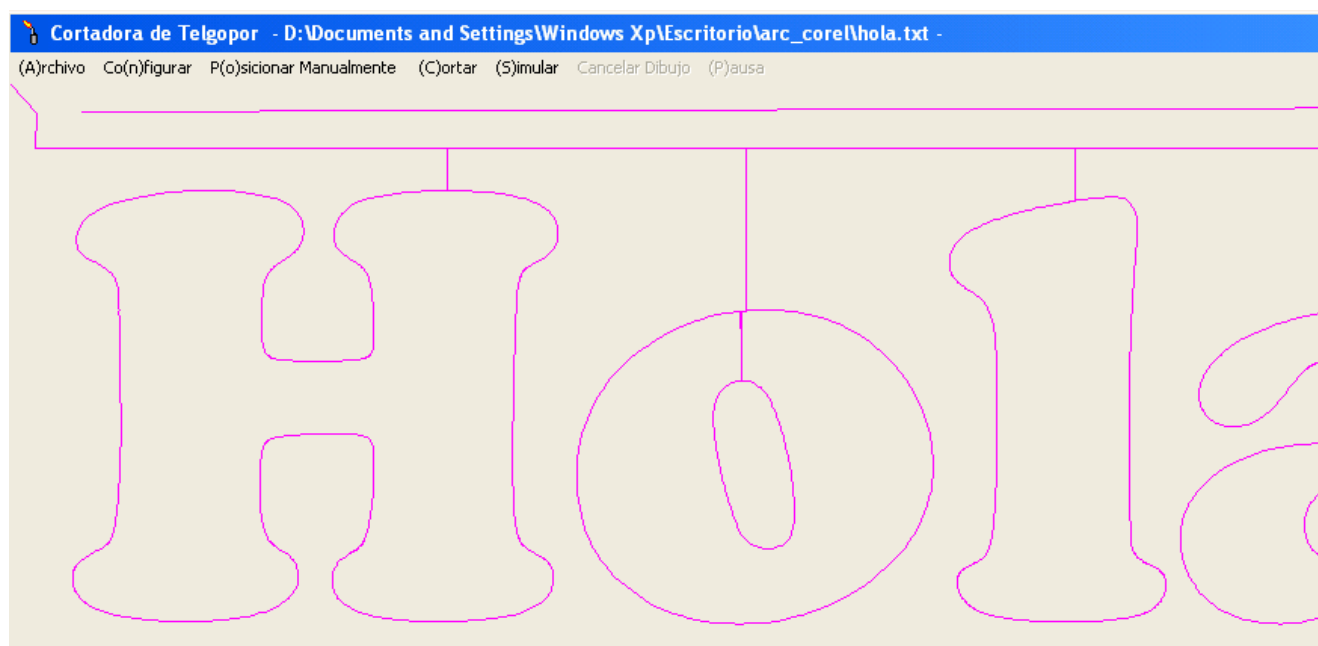 Cortadora de Telgopor - D:\Documents and Settings\Windows Xp\Escritorio\arc_corel\hola.txt -
(A)rchivo Co(n)figurar P(o)sicionar Manualmente (C)ortar (S)imular Cancelar Dibujo (P)ausa
Hola